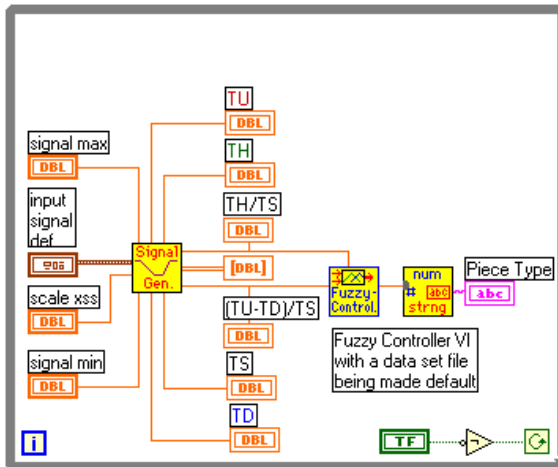 TU
DBL
signal max
DBL
TH
DBL
input
signal
def
TH/TS
DBL
Signal
Gen.
[DBL]
Fuzzy-
Control.
num
#
abc
strng
Piece Type
abc
scale xss
DBL
(TU-TD)/TS
DBL
Fuzzy Controller VI
with a data set file
being made default
signal min
DBL
TS
DBL
TD
DBL
i
TF